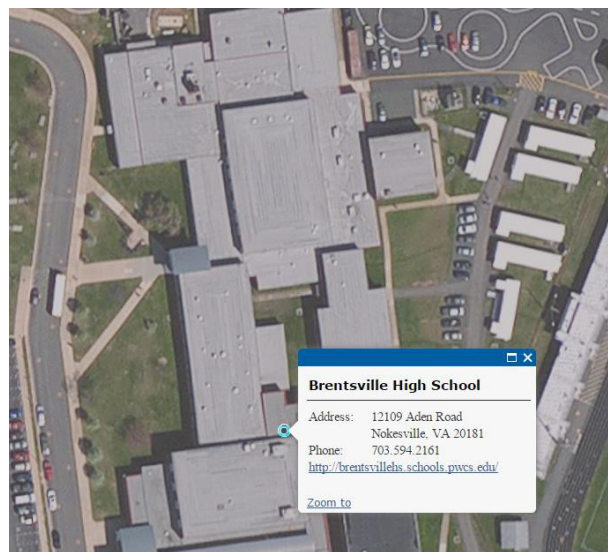 Brentsville High School
Address: 12109 Aden Road
Nokesville, VA 20181
Phone: 703.594.2161
http://brentsvillehs.schools.pwcs.edu/
Zoom to